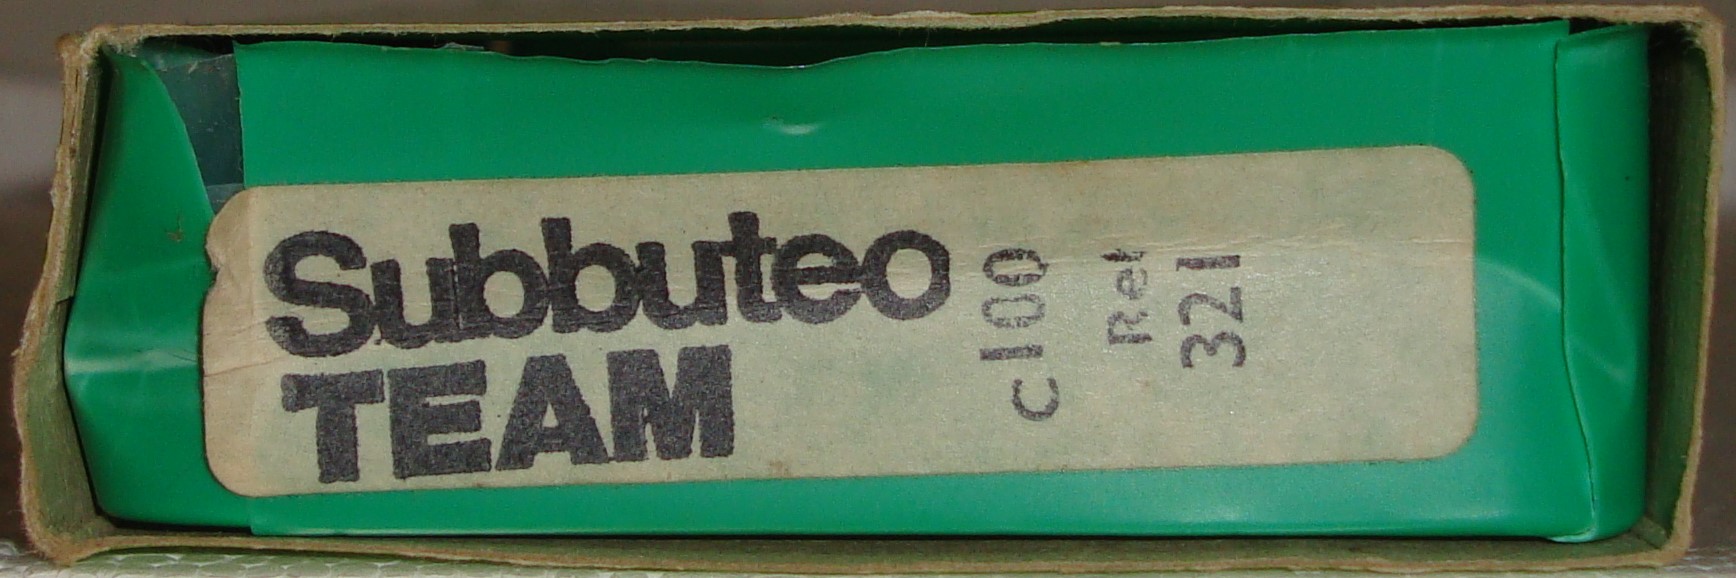 Subbuteo
TEAM
C100
Ref
321